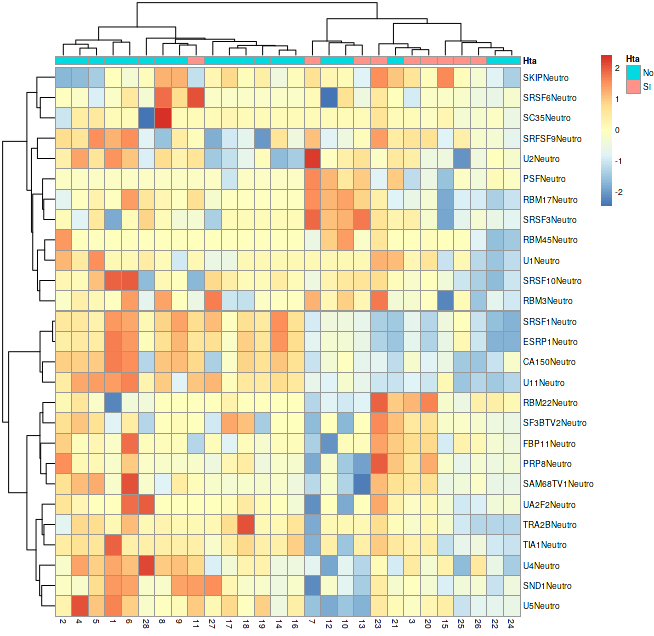 Hta
SKIPNeutro
SRSF6Neutro
SC35Neutro
SRFSF9Neutro
U2Neutro
PSFNeutro
RBM17Neutro
SRSF3Neutro
RBM45Neutro
U1Neutro
SRSF10Neutro
RBM3Neutro
SRSF1Neutro
ESRP1Neutro
CA150Neutro
U11Neutro
RBM22Neutro
SF3BTV2Neutro
FBP11Neutro
PRP8Neutro
SAM68TV1Neutro
UA2F2Neutro
TRA2BNeutro
TIA1Neutro
U4Neutro
SND1Neutro
U5Neutro
2 4 5 1 6 28 8 9 11 27 17 18 19 14 16 7 12 10 13 23 21 3 20 15 25 26 22 24
2
1
0
-1
-2
Hta
No
Si